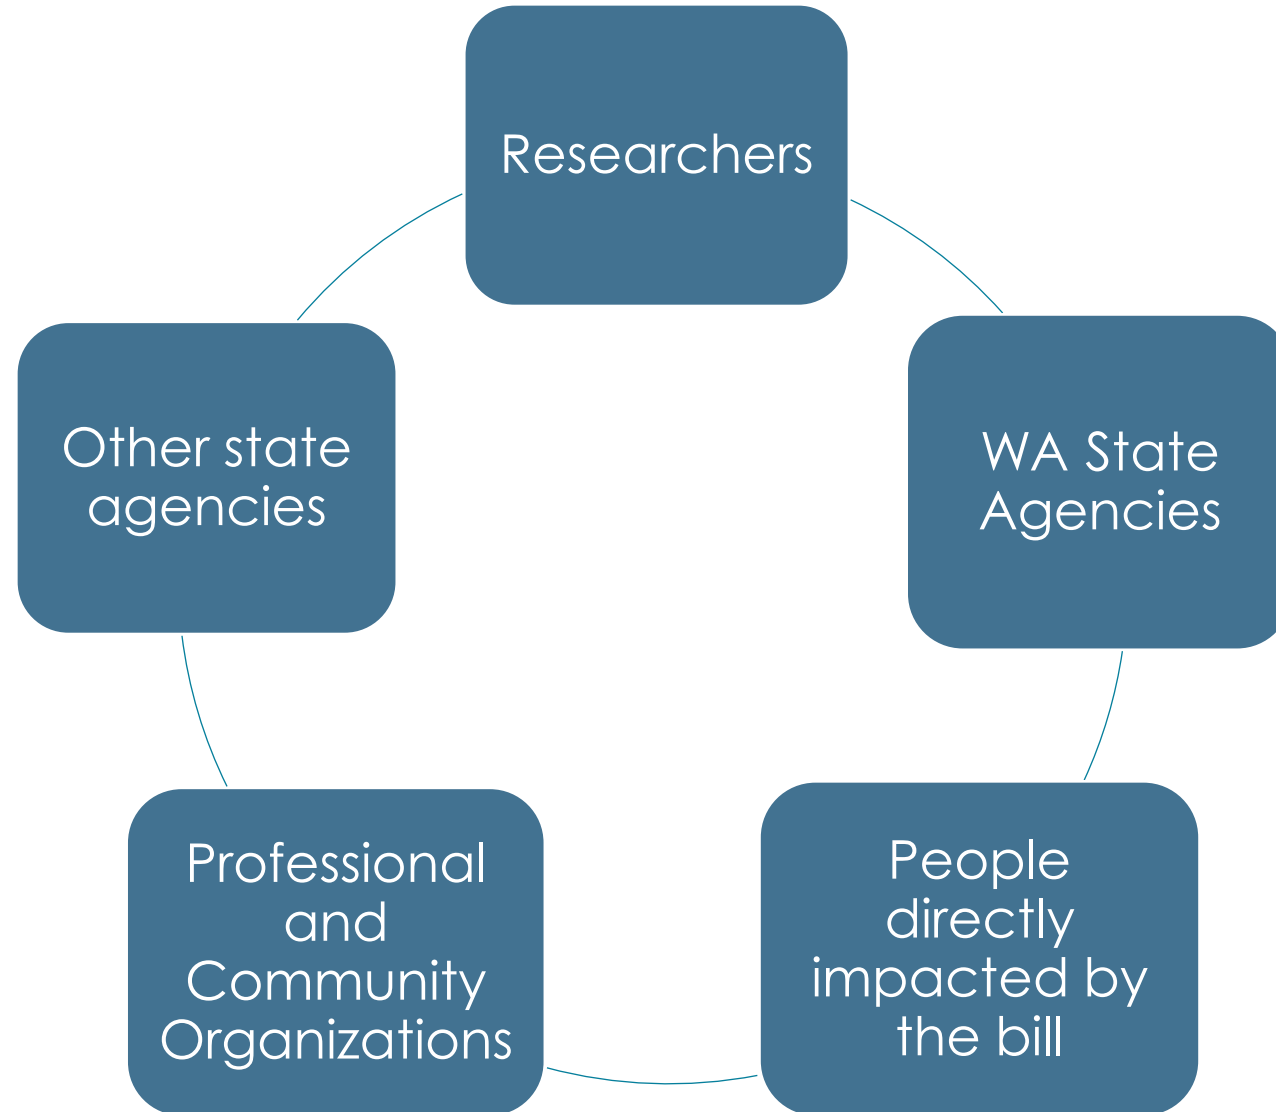 Researchers
WA State
Agencies
People
directly
impacted by
the bill
Professional
and
Community
Organizations
Other state
agencies